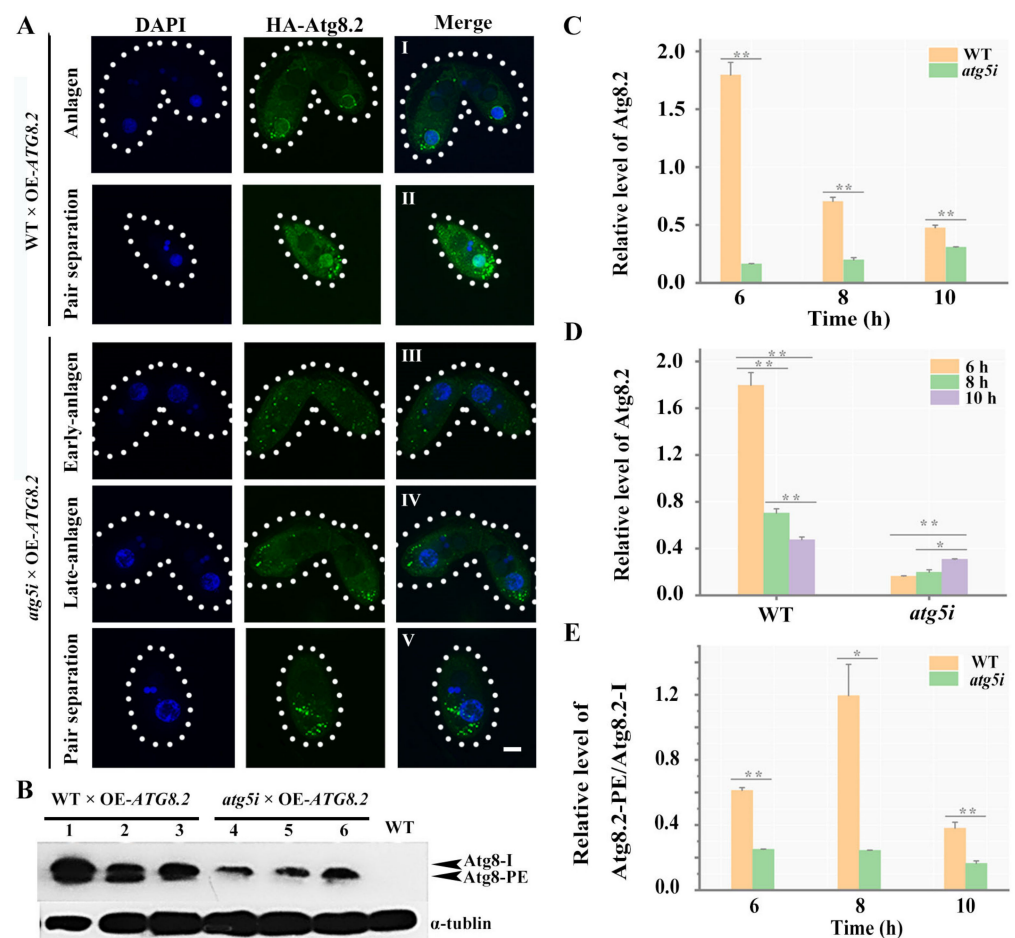 A
DAPI
HA-Atg8.2
Merge
WT × OE-ATG8.2
Anlagen
I
Pair separation
II
atg5i × OE-ATG8.2
Early-anlagen
III
Late-anlagen
IV
Pair separation
V
B
WT × OE-ATG8.2
atg5i × OE-ATG8.2
1 2 3 4 5 6 WT
Atg8-I
Atg8-PE
α-tublin
C
Relative level of Atg8.2
2.0
1.5
1.0
0.5
0.0
**
**
**
WT
atg5i
6 8 10
Time (h)
D
Relative level of Atg8.2
2.0
1.6
1.2
0.8
0.4
0.0
**
**
**
**
*
6 h
8 h
10 h
WT atg5i
E
Relative level of
Atg8.2-PE/Atg8.2-I
1.2
0.8
0.4
0.0
**
*
**
WT
atg5i
6 8 10
Time (h)